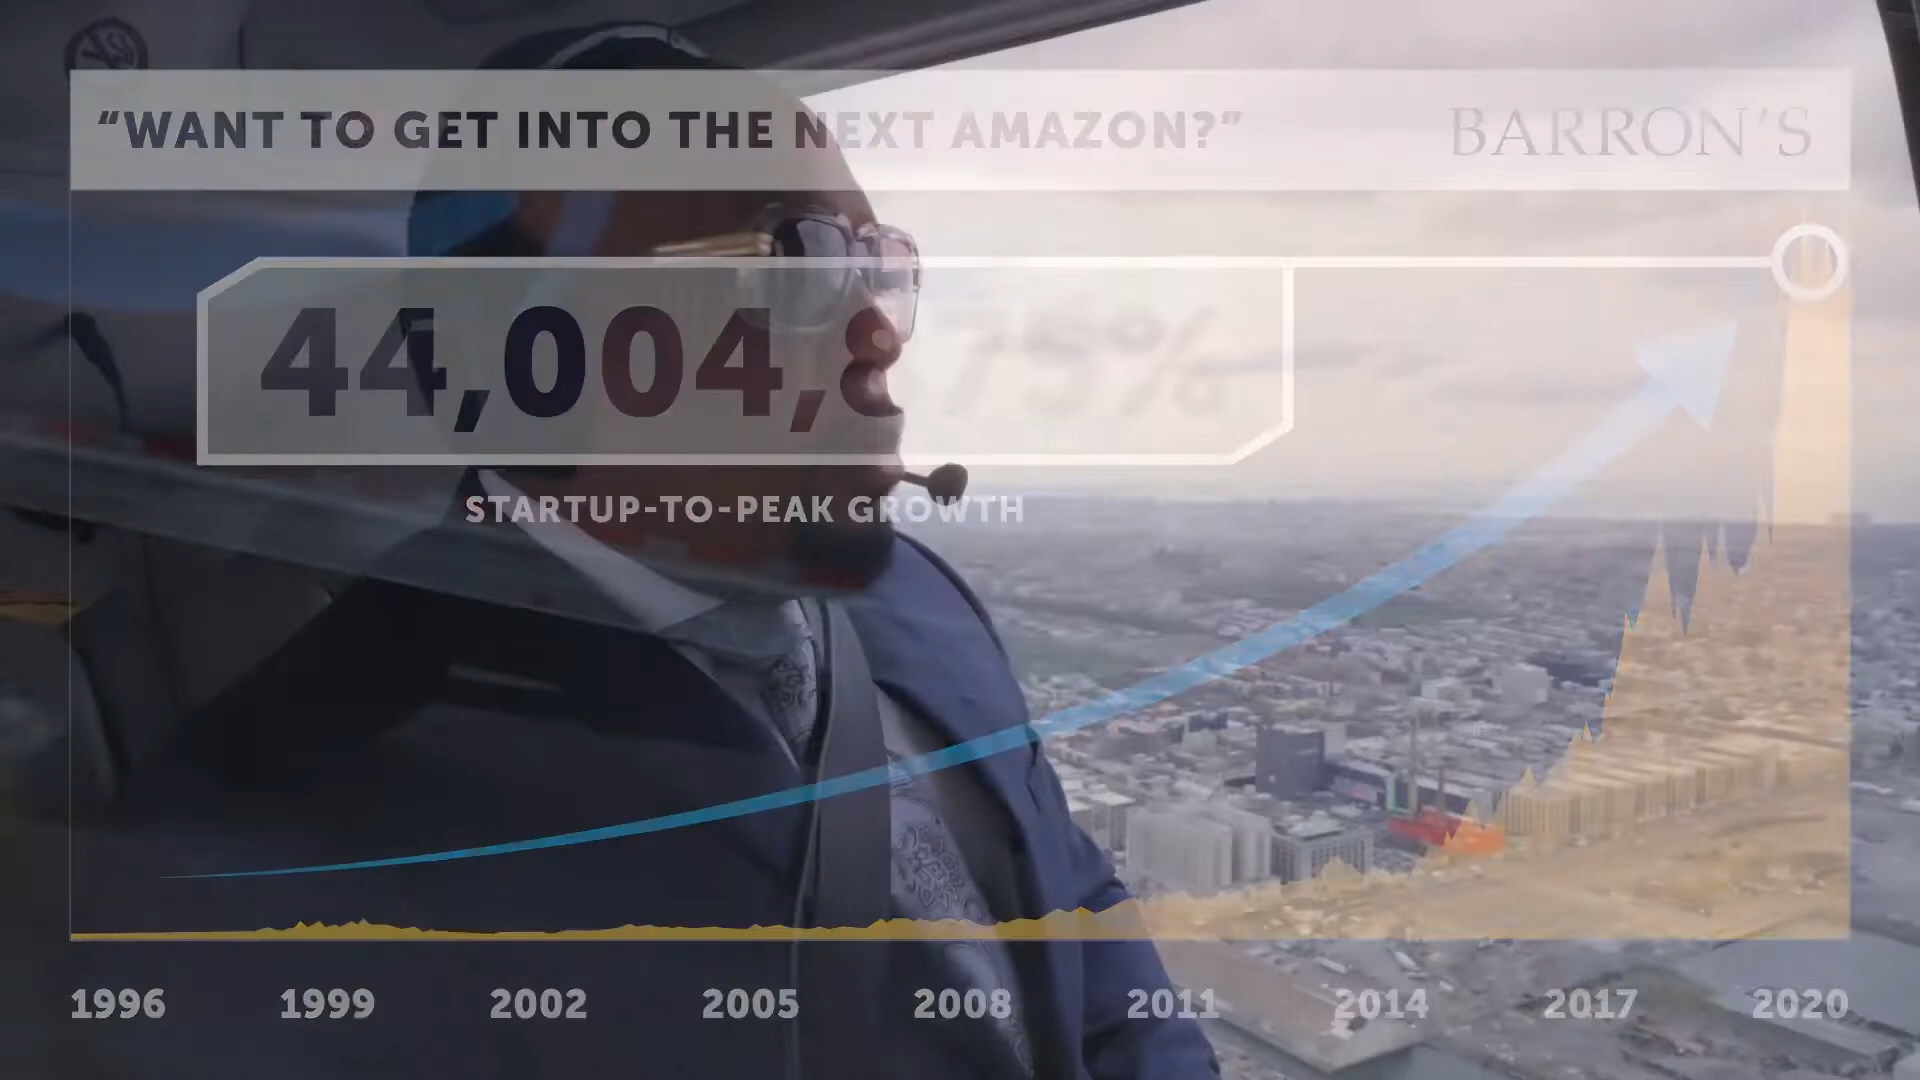 “WANT TO GET INTO THE NEXT AMAZON?” BARRON'S
44,004,875%
STARTUP-TO-PEAK GROWTH
1996 1999 2002 2005 2008 2011 2014 2017 2020